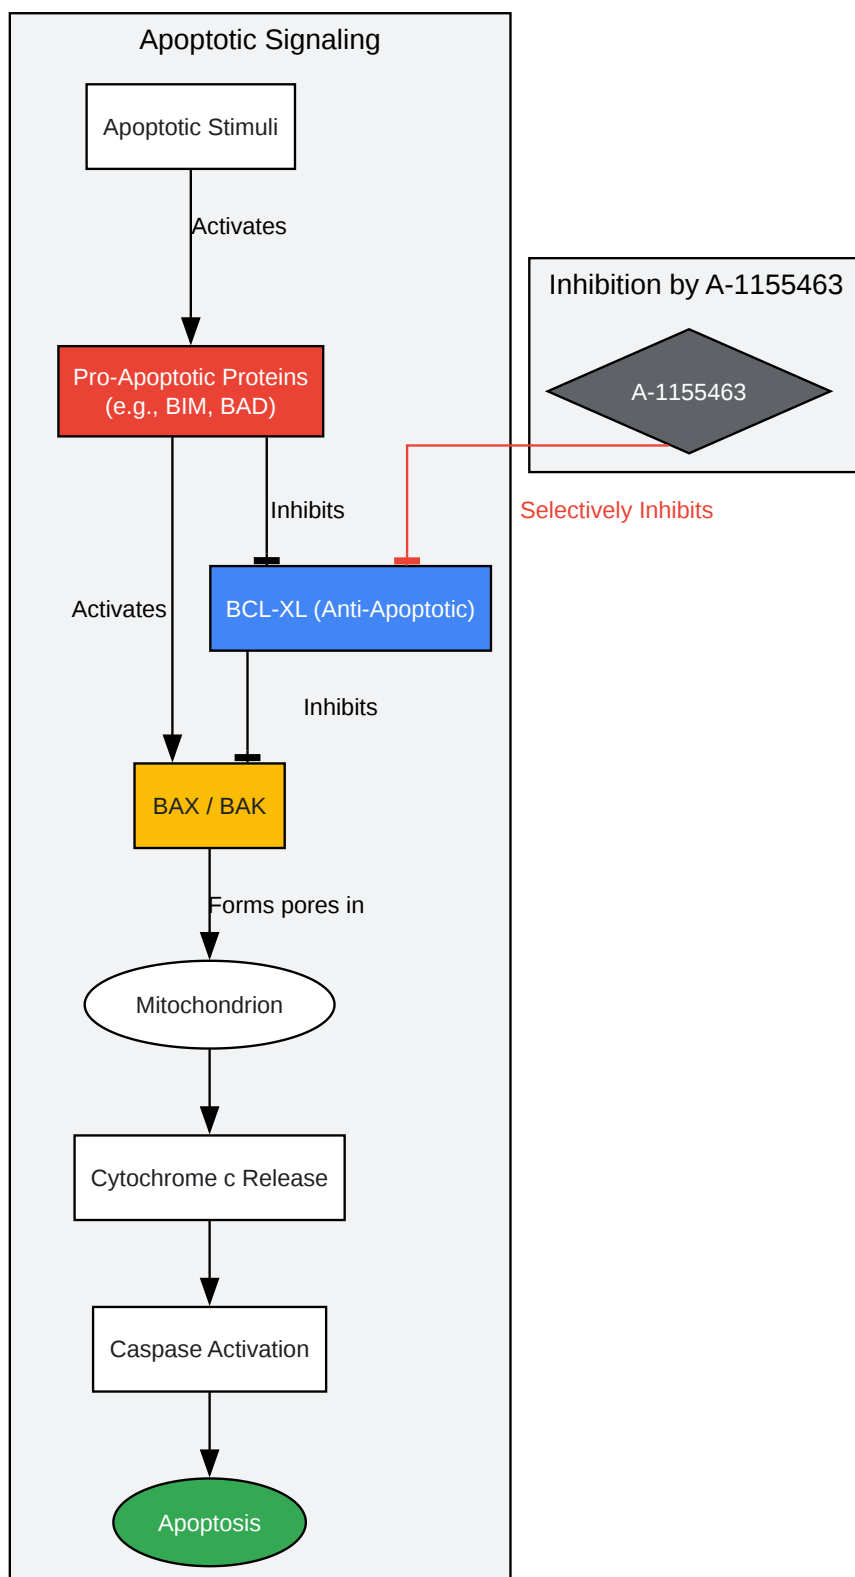 Apoptotic Signaling
Apoptotic Stimuli
Activates
Inhibition by A-1155463
A-1155463
Pro-Apoptotic Proteins
(e.g., BIM, BAD)
Inhibits
Selectively Inhibits
Activates
BCL-XL (Anti-Apoptotic)
Inhibits
BAX / BAK
Forms pores in
Mitochondrion
Cytochrome c Release
Caspase Activation
Apoptosis